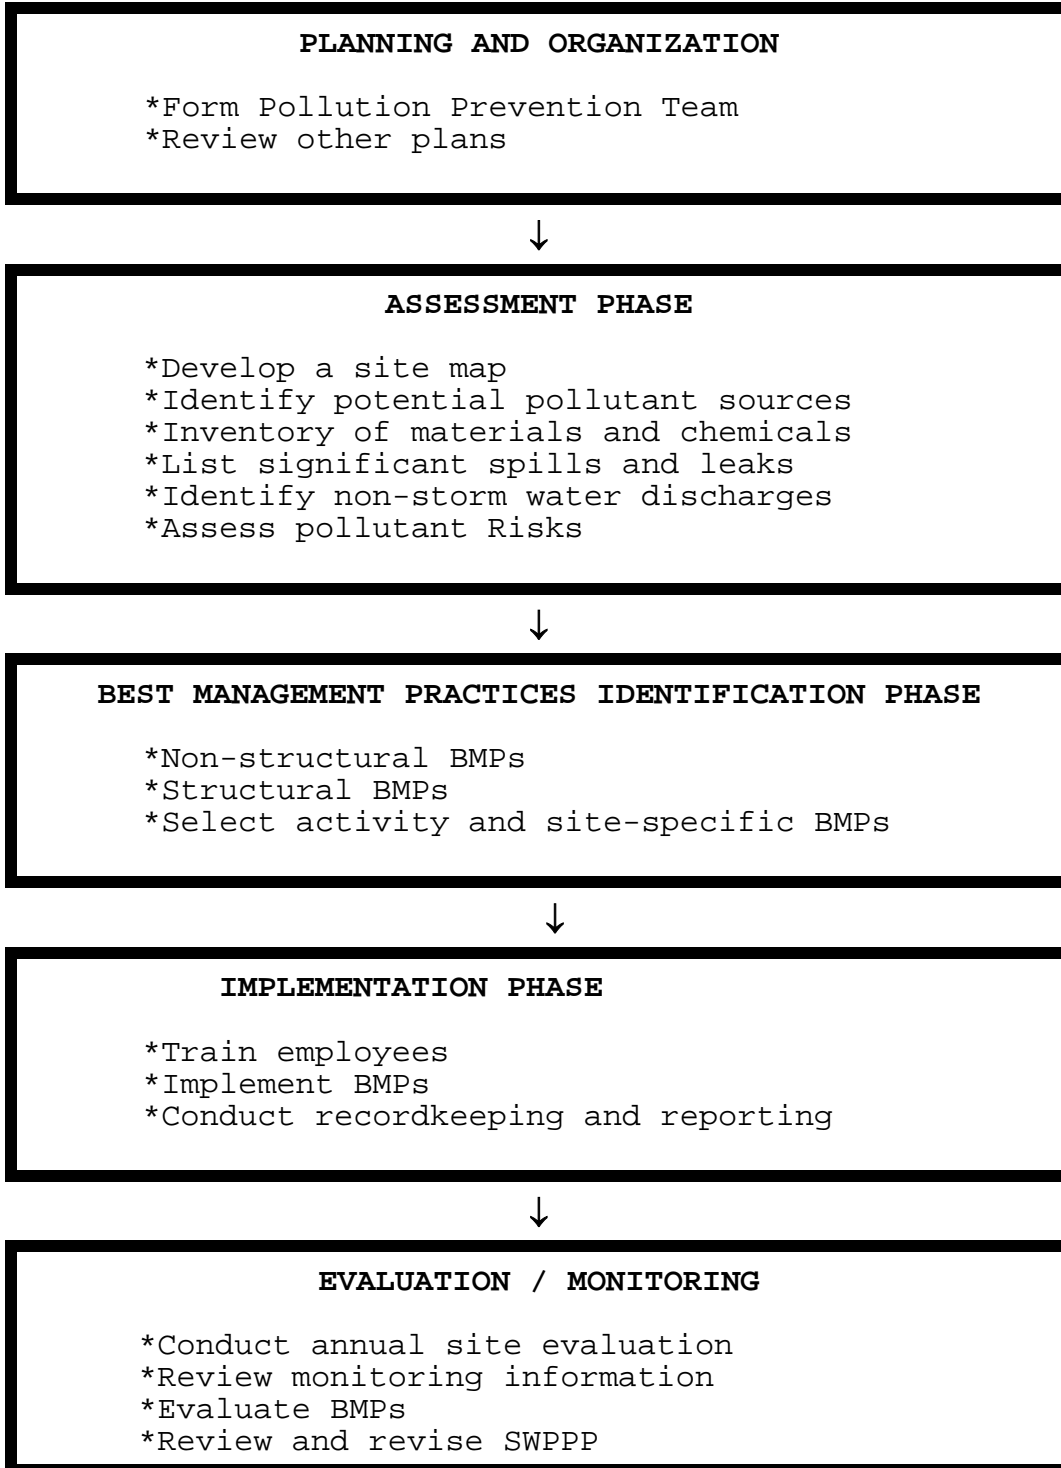 PLANNING AND ORGANIZATION
*Form Pollution Prevention Team
*Review other plans
↓
ASSESSMENT PHASE
*Develop a site map
*Identify potential pollutant sources
*Inventory of materials and chemicals
*List significant spills and leaks
*Identify non-storm water discharges
*Assess pollutant Risks
↓
BEST MANAGEMENT PRACTICES IDENTIFICATION PHASE
*Non-structural BMPs
*Structural BMPs
*Select activity and site-specific BMPs
↓
IMPLEMENTATION PHASE
*Train employees
*Implement BMPs
*Conduct recordkeeping and reporting
↓
EVALUATION / MONITORING
*Conduct annual site evaluation
*Review monitoring information
*Evaluate BMPs
*Review and revise SWPPP